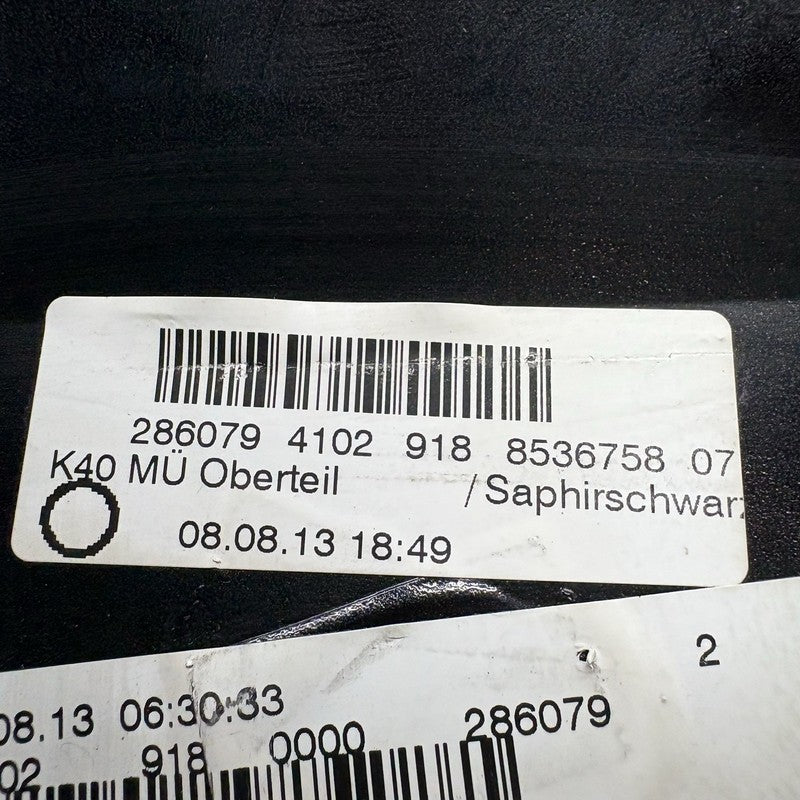 286079 4102 918 8536758 07
K40 MÜ Oberteil / Saphirschwarz
08.08.13 18:49
2
08.13 06:30:33 286079
02 918 0000